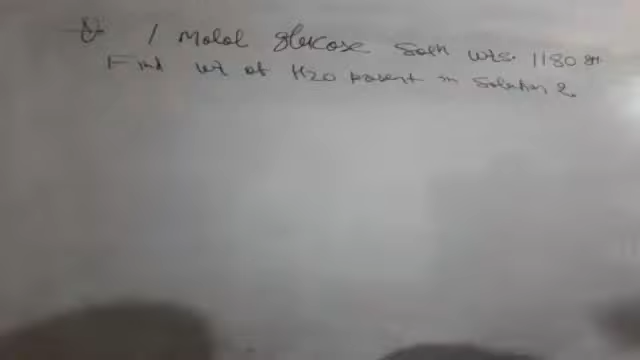 Q. 1 Molal glucose Soln wts. 1180 gm.
Find wt of H2O present in Solution &